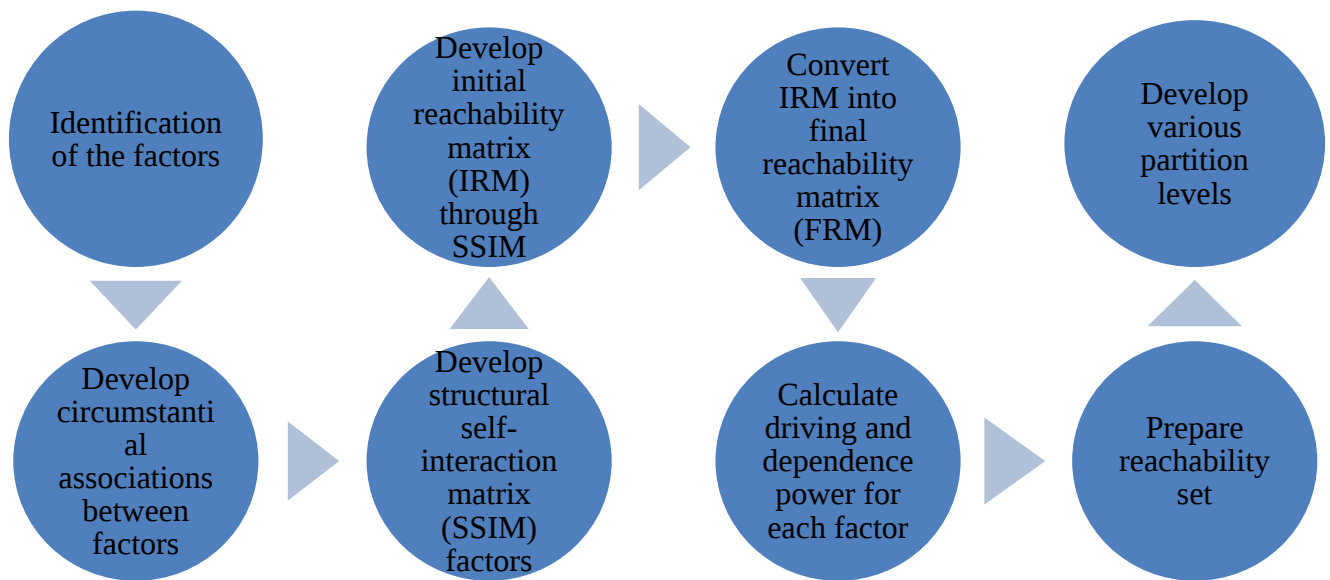 Identification
of the factors
Develop
circumstanti
al
associations
between
factors
Develop
structural
self-
interaction
matrix
(SSIM)
factors
Develop
initial
reachability
matrix
(IRM)
through
SSIM
Convert
IRM into
final
reachability
matrix
(FRM)
Calculate
driving and
dependence
power for
each factor
Prepare
reachability
set
Develop
various
partition
levels